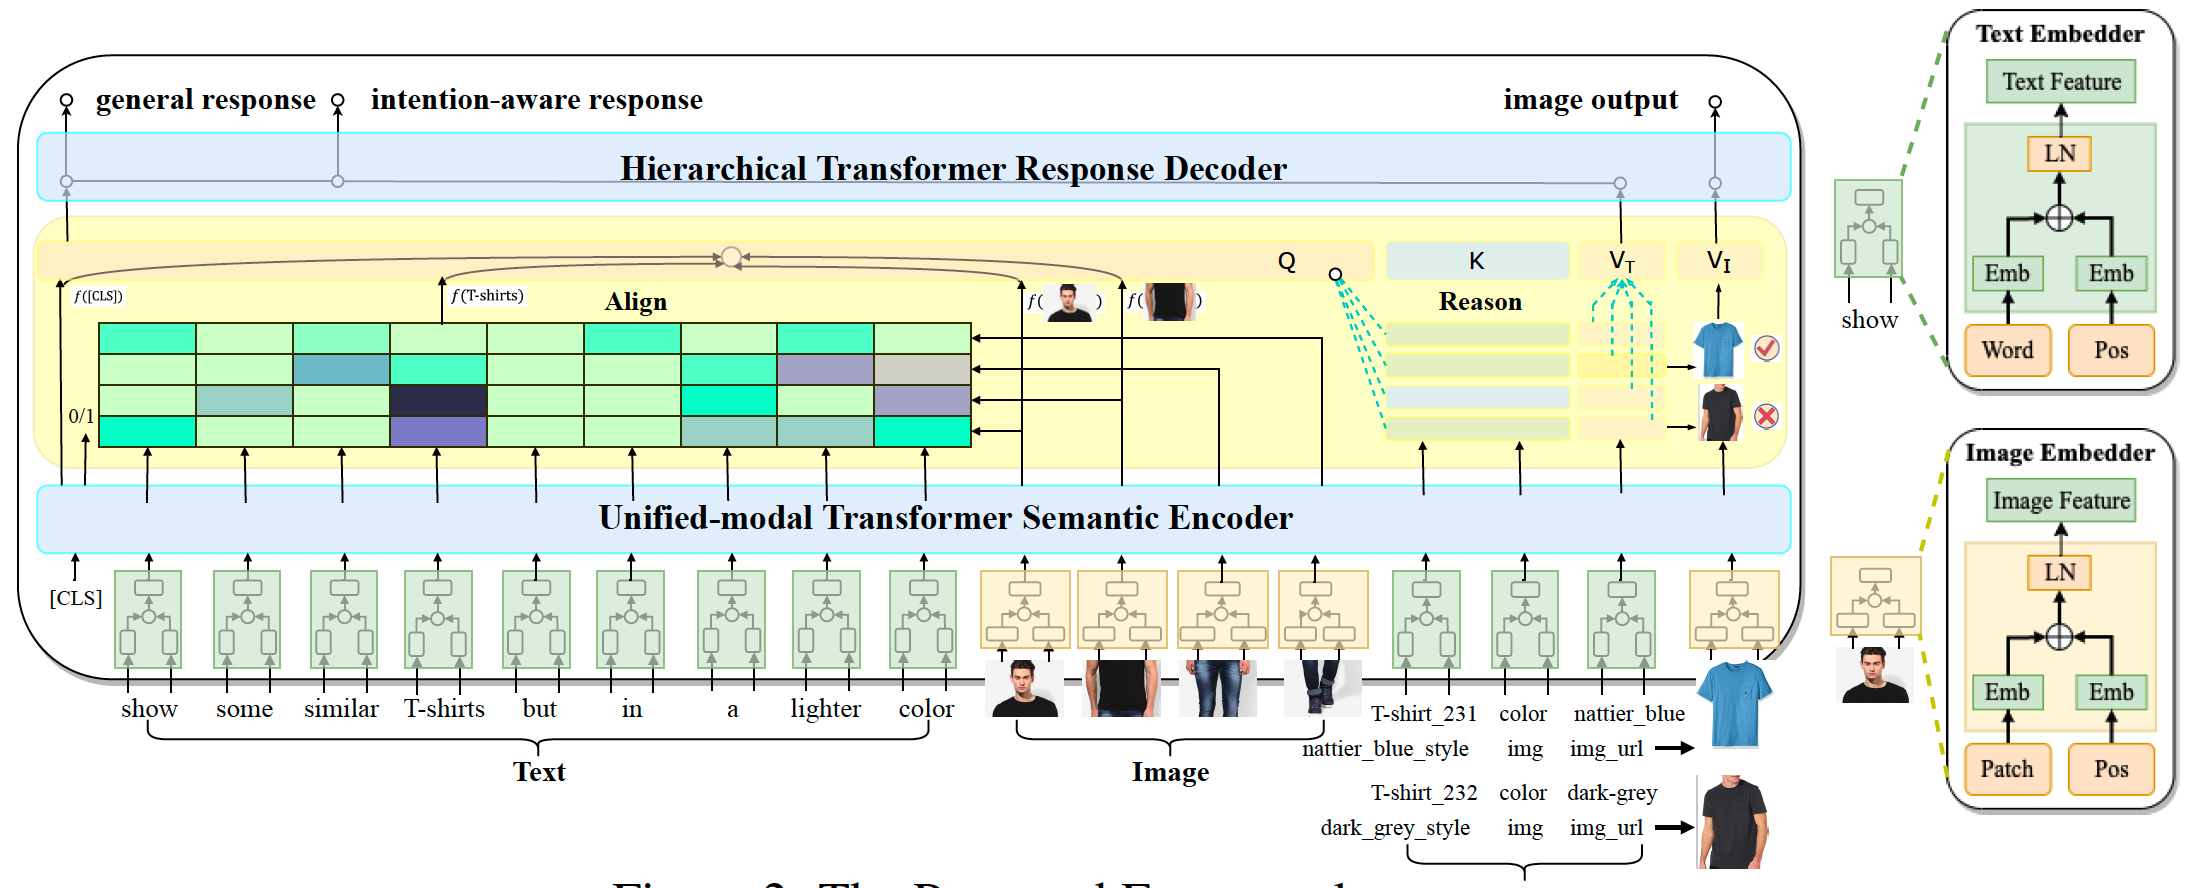 general response
intention-aware response
image output
Hierarchical Transformer Response Decoder
Q
K
V_T
V_I
f([CLS])
f(T-shirts)
Align
f( )
f( )
Reason
0/1
Unified-modal Transformer Semantic Encoder
[CLS]
show some similar T-shirts but in a lighter color
Text
Image
T-shirt_231 color nattier_blue
nattier_blue_style img img_url
T-shirt_232 color dark-grey
dark_grey_style img img_url
show
Text Embedder
Text Feature
LN
Emb Emb
Word Pos
Image Embedder
Image Feature
LN
Emb Emb
Patch Pos